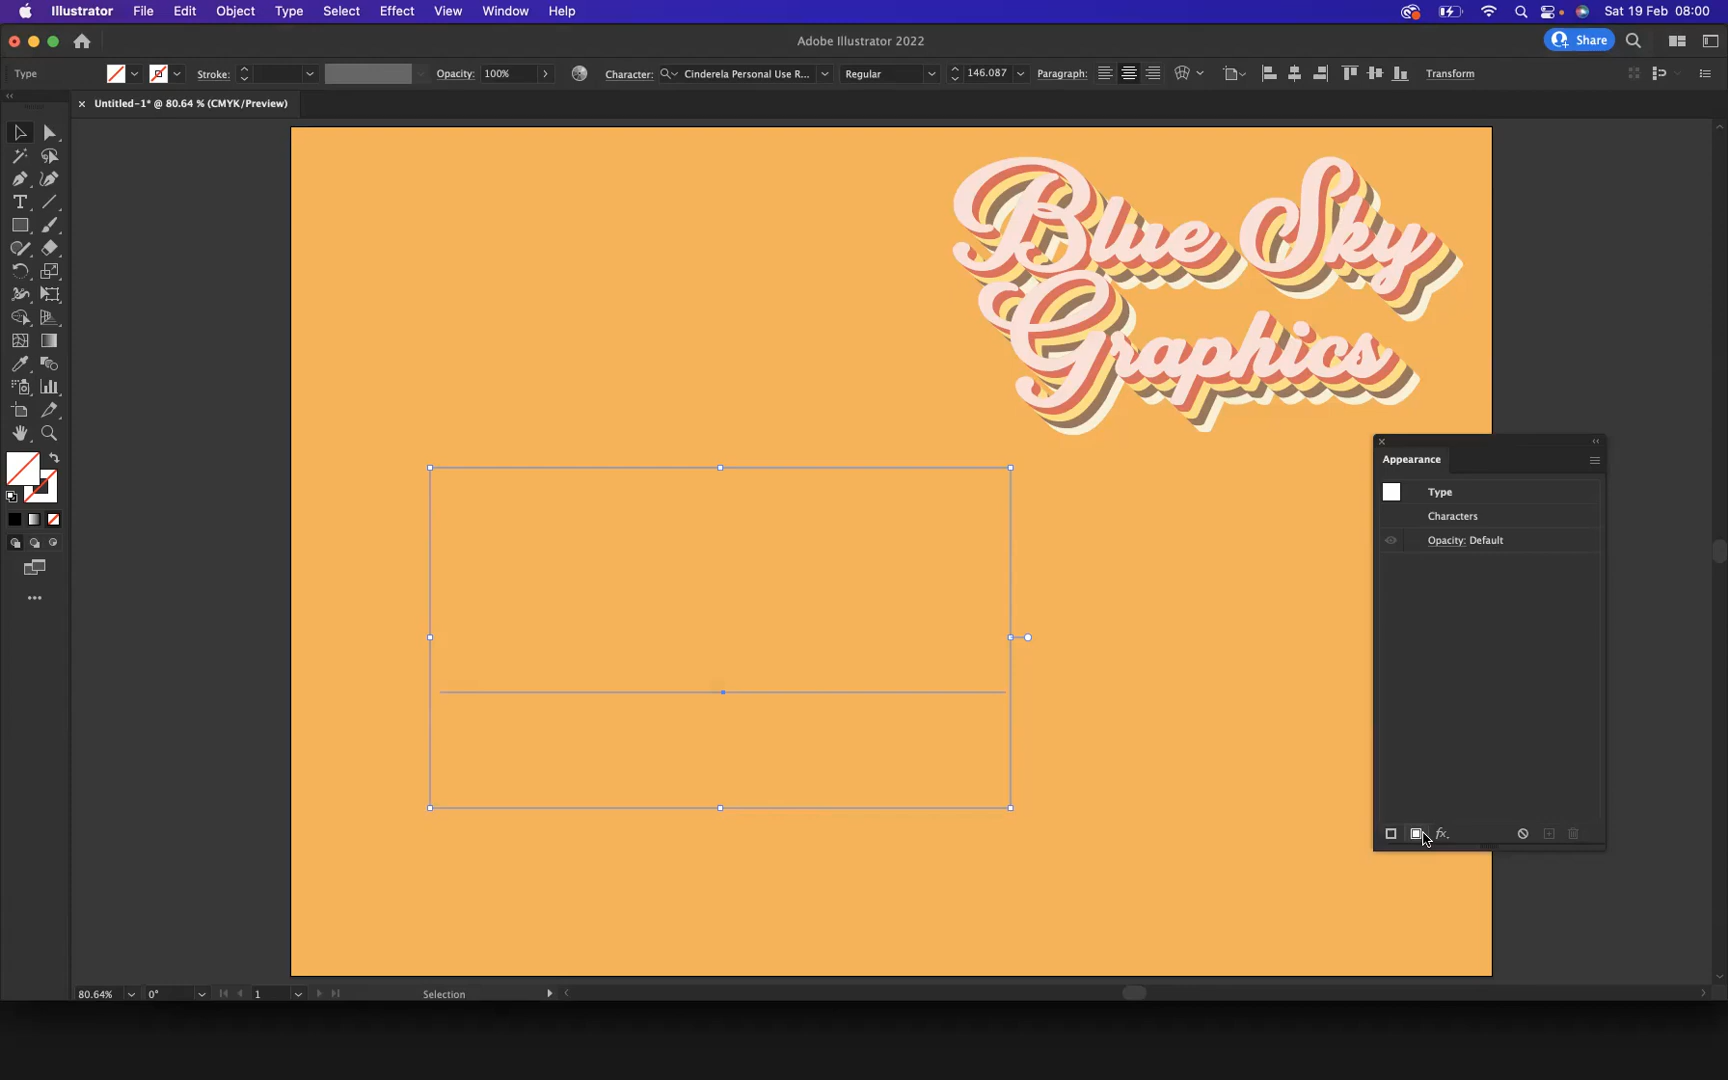 Illustrator File Edit Object Type Select Effect View Window Help Sat 19 Feb 08:00
Adobe Illustrator 2022 Share
Type Stroke: Opacity: 100% Character: Cinderela Personal Use R... Regular 146.087 Paragraph: Transform
Untitled-1* @ 80.64 % (CMYK/Preview)
Blue Sky
Graphics
Appearance
Type
Characters
Opacity: Default
fx.
80.64% 0° 1 Selection